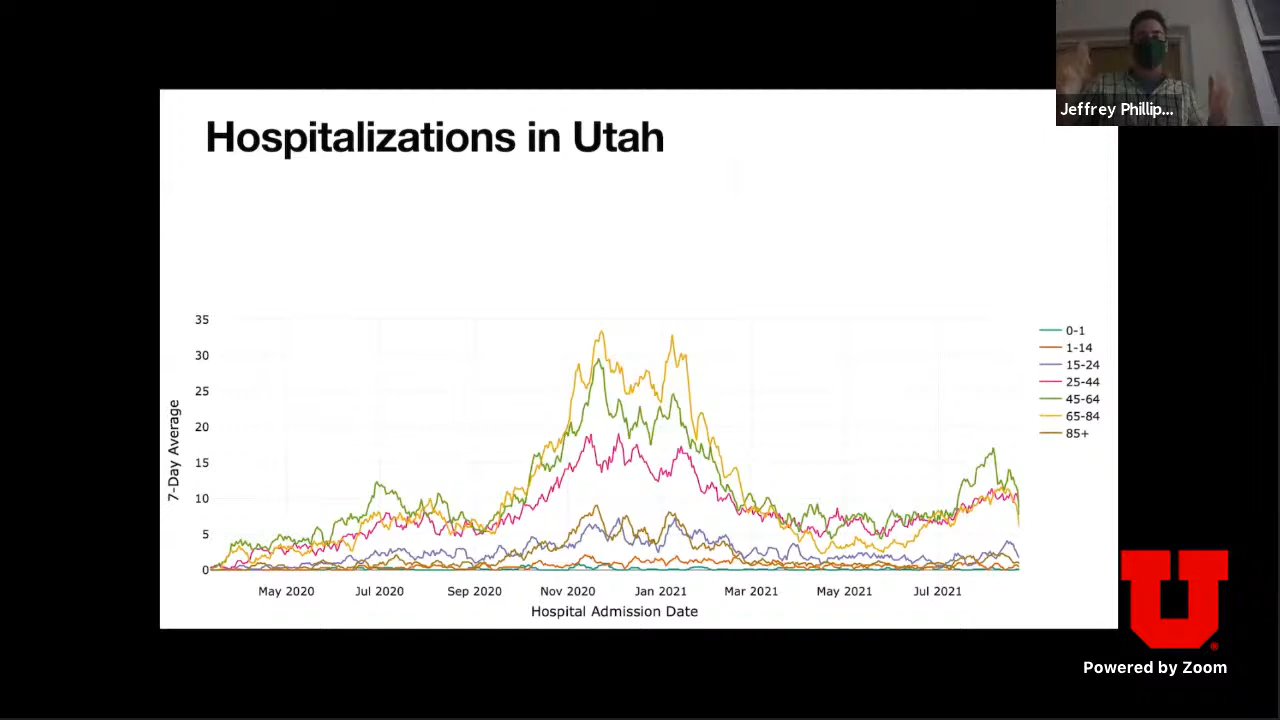 Jeffrey Phillip...
Hospitalizations in Utah
35
30
25
20
15
10
5
0
7-Day Average
May 2020
Jul 2020
Sep 2020
Nov 2020
Jan 2021
Mar 2021
May 2021
Jul 2021
Hospital Admission Date
0-1
1-14
15-24
25-44
45-64
65-84
85+
U
®
Powered by Zoom